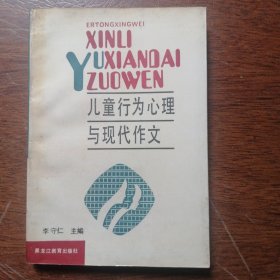 ERTONGXINGWEI
XINLI
YUXIANDAI
ZUOWEN
儿童行为心理
与现代作文
李守仁 主编
黑龙江教育出版社